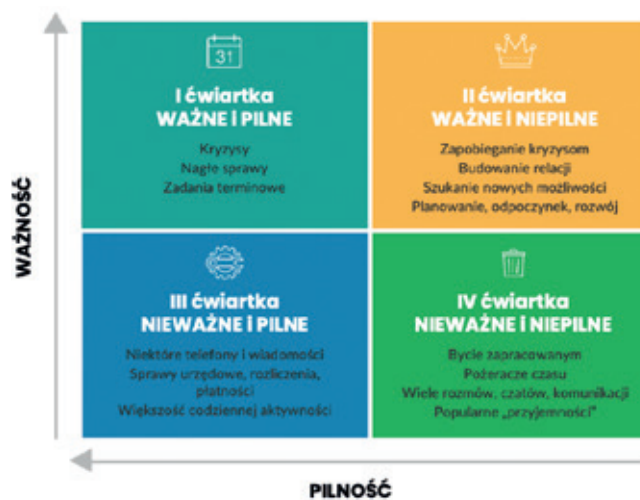 WAŻNOŚĆ
31
I ćwiartka
WAŻNE i PILNE
Kryzysy
Nagłe sprawy
Zadania terminowe
II ćwiartka
WAŻNE i NIEPILNE
Zapobieganie kryzysom
Budowanie relacji
Szukanie nowych możliwości
Planowanie, odpoczynek, rozwój
III ćwiartka
NIEWAŻNE i PILNE
Niektóre telefony i wiadomości
Sprawy urzędowe, rozliczenia,
płatności
Większość codziennej aktywności
IV ćwiartka
NIEWAŻNE i NIEPILNE
Bycie zapracowanym
Pożeracze czasu
Wiele rozmów, czatów, komunikacji
Popularne „przyjemności"
PILNOŚĆ